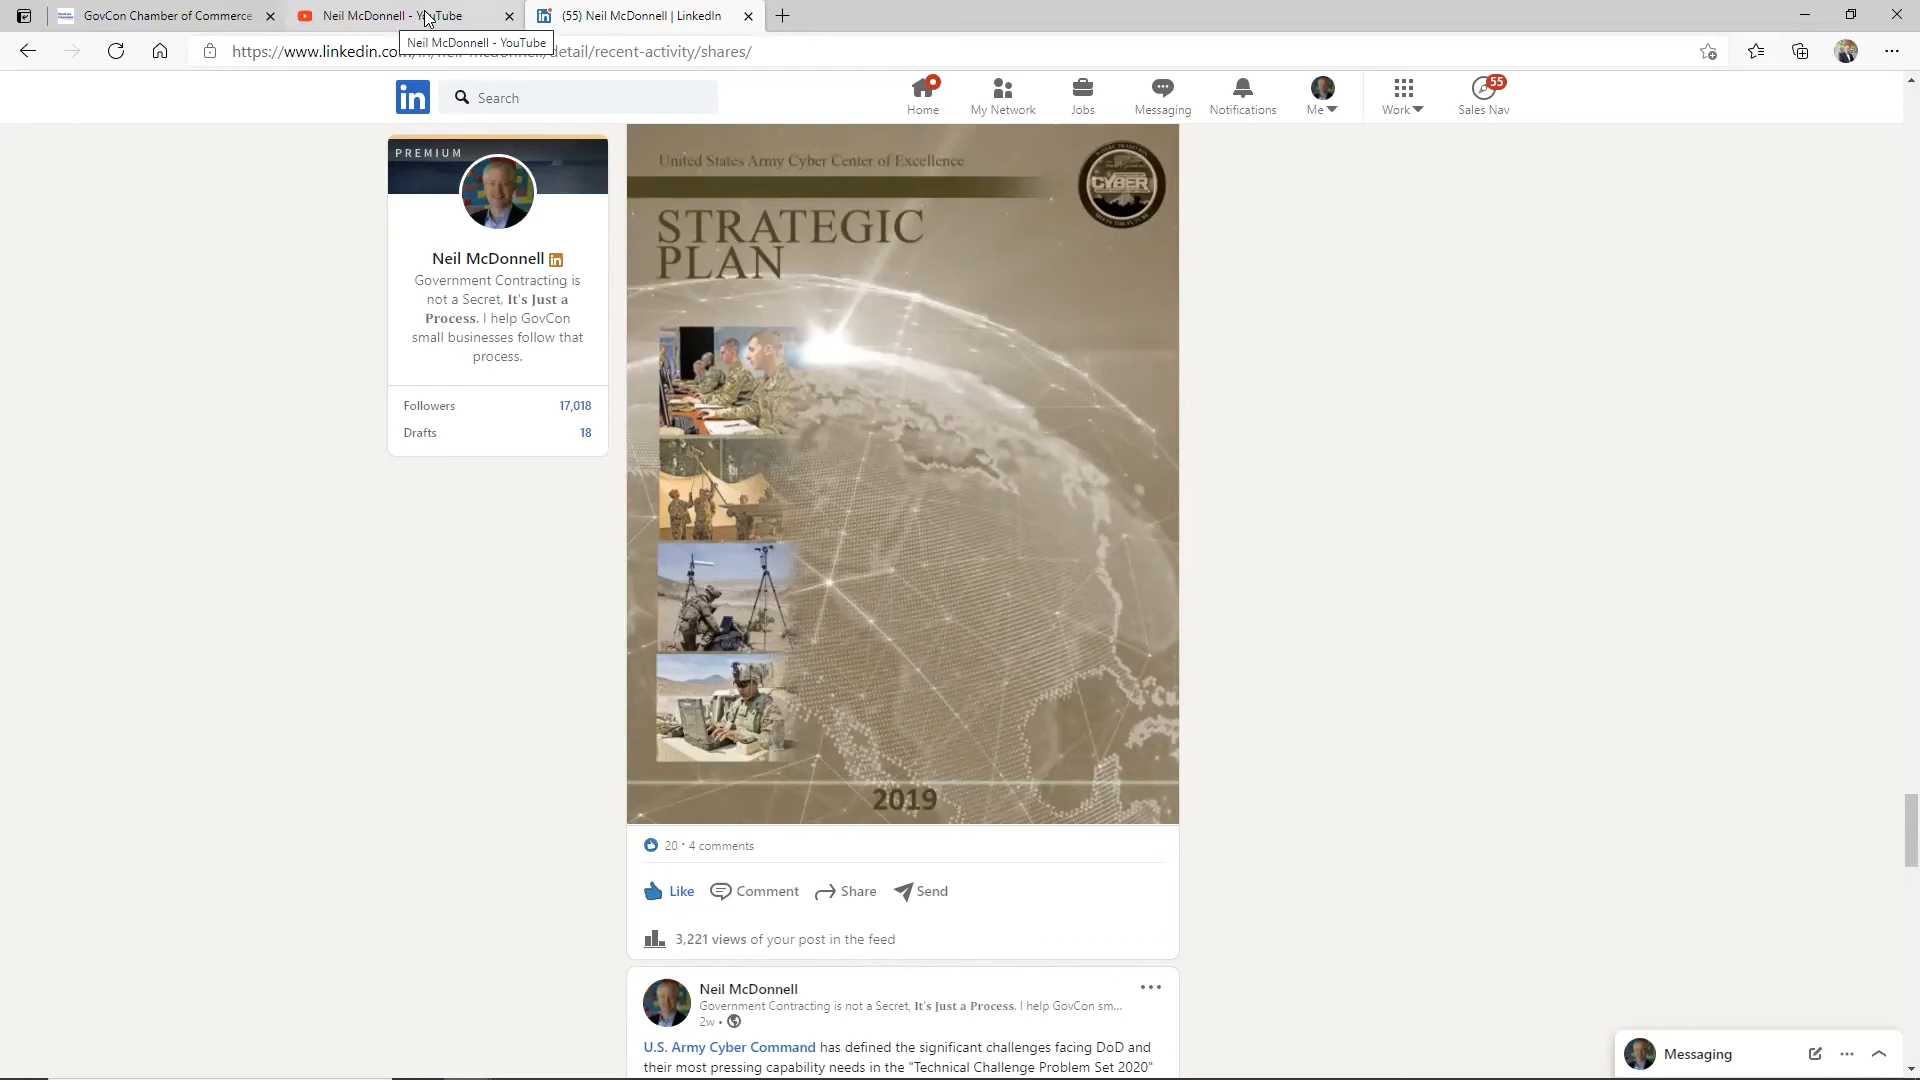 GovCon Chamber of Commerce
Neil McDonnell - YouTube
(55) Neil McDonnell | LinkedIn
Neil McDonnell - YouTube
https://www.linkedin.co
detail/recent-activity/shares/
in
Search
Home
My Network
Jobs
Messaging
Notifications
Me
Work
55
Sales Nav
PREMIUM
Neil McDonnell in
Government Contracting is
not a Secret, It's Just a
Process. I help GovCon
small businesses follow that
process.
Followers 17,018
Drafts 18
United States Army Cyber Center of Excellence
CYBER
STRATEGIC
PLAN
2019
20 · 4 comments
Like Comment Share Send
3,221 views of your post in the feed
Neil McDonnell
Government Contracting is not a Secret, It's Just a Process. I help GovCon sm...
2w •
U.S. Army Cyber Command has defined the significant challenges facing DoD and
their most pressing capability needs in the "Technical Challenge Problem Set 2020"
Messaging